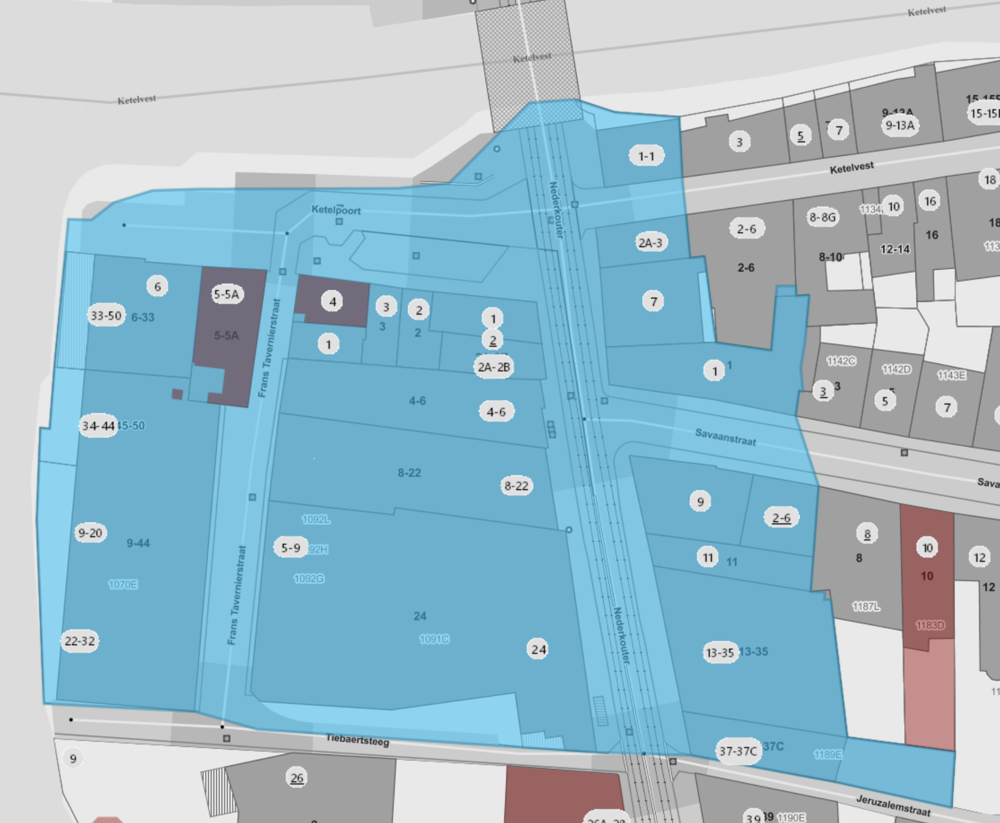 Ketelvest
Ketelvest
Ketelvest
15-15B
15-15B
9-13A
9-13A
7
5
3
1-1
Ketelvest
18
Nederkouter
Ketelpoort
16
10
8-8G
2-6
18
16
2A-3
12-14
8-10
2-6
6
5-5A
4
3
2
1
7
33-50
6-33
5-5A
3
2
1
2
2A-2B
1
1
1142C
1142D
1143E
3
3
5
7
Frans Tavernierstraat
4-6
4-6
34-44
45-50
Savaanstraat
8-22
8-22
9
2-6
1092L
9-20
9-44
5-9
92H
11
11
8
8
10
10
12
12
1070E
1092G
24
1091C
24
22-32
Frans Tavernierstraat
Nederkouter
13-35
13-35
1187L
1183D
Tiebaertsteeg
37-37C
37C
1189E
9
26
Jeruzalemstraat
39
39
1190E